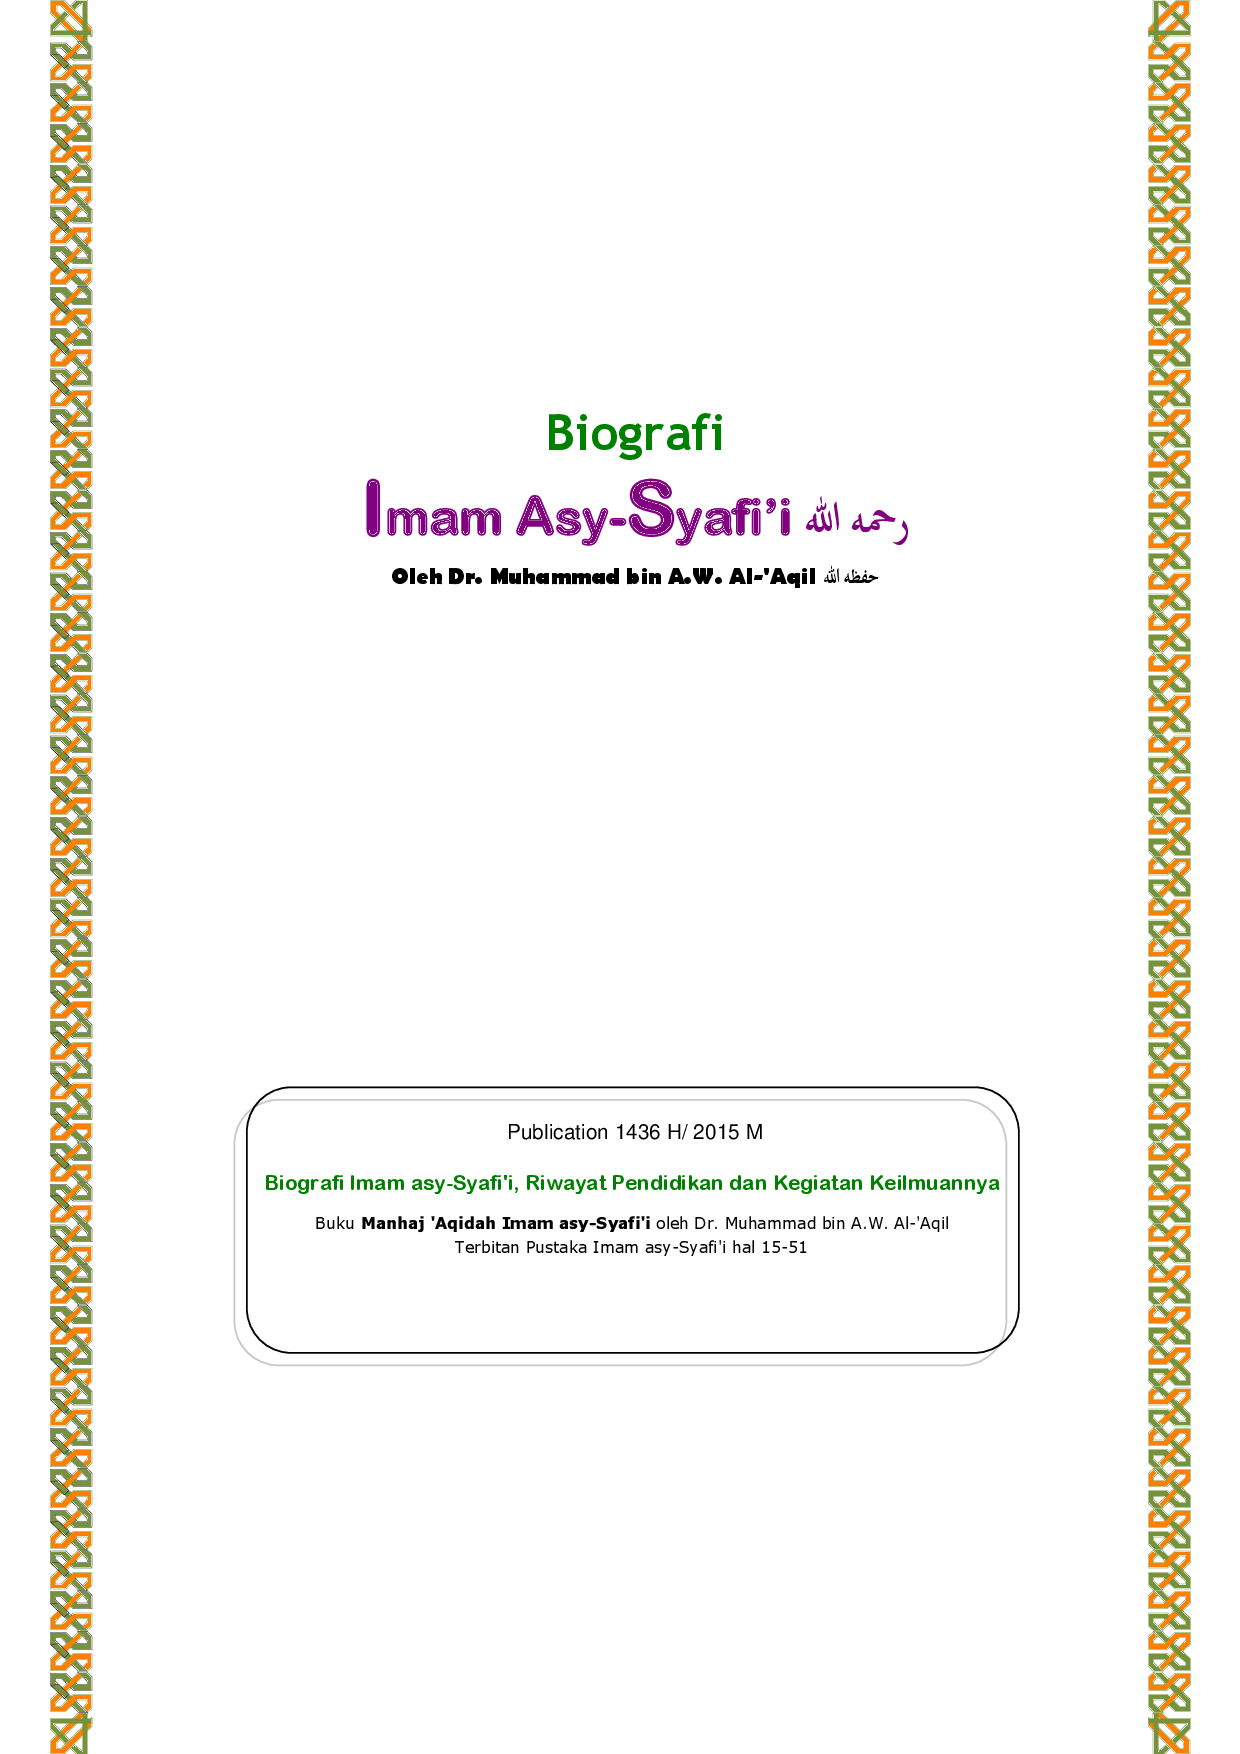 Biografi
Imam Asy-Syafi’i رحمه الله
Oleh Dr. Muhammad bin A.W. Al-'Aqil حفظه الله
Publication 1436 H/ 2015 M
Biografi Imam asy-Syafi'i, Riwayat Pendidikan dan Kegiatan Keilmuannya
Buku Manhaj 'Aqidah Imam asy-Syafi'i oleh Dr. Muhammad bin A.W. Al-'Aqil
Terbitan Pustaka Imam asy-Syafi'i hal 15-51